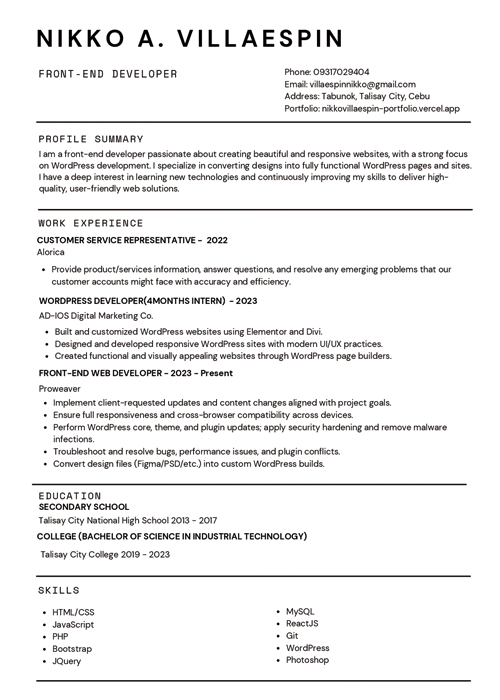 NIKKO A. VILLAESPIN
FRONT-END DEVELOPER
Phone: 09317029404
Email: villaespinnikko@gmail.com
Address: Tabunok, Talisay City, Cebu
Portfolio: nikkovillaespin-portfolio.vercel.app
PROFILE SUMMARY
I am a front-end developer passionate about creating beautiful and responsive websites, with a strong focus
on WordPress development. I specialize in converting designs into fully functional WordPress pages and sites.
I have a deep interest in learning new technologies and continuously improving my skills to deliver high-
quality, user-friendly web solutions.
WORK EXPERIENCE
CUSTOMER SERVICE REPRESENTATIVE - 2022
Alorica
• Provide product/services information, answer questions, and resolve any emerging problems that our
customer accounts might face with accuracy and efficiency.
WORDPRESS DEVELOPER(4MONTHS INTERN) - 2023
AD-IOS Digital Marketing Co.
• Built and customized WordPress websites using Elementor and Divi.
• Designed and developed responsive WordPress sites with modern UI/UX practices.
• Created functional and visually appealing websites through WordPress page builders.
FRONT-END WEB DEVELOPER - 2023 - Present
Proweaver
• Implement client-requested updates and content changes aligned with project goals.
• Ensure full responsiveness and cross-browser compatibility across devices.
• Perform WordPress core, theme, and plugin updates; apply security hardening and remove malware
infections.
• Troubleshoot and resolve bugs, performance issues, and plugin conflicts.
• Convert design files (Figma/PSD/etc.) into custom WordPress builds.
EDUCATION
SECONDARY SCHOOL
Talisay City National High School 2013 - 2017
COLLEGE (BACHELOR OF SCIENCE IN INDUSTRIAL TECHNOLOGY)
Talisay City College 2019 - 2023
SKILLS
• HTML/CSS
• JavaScript
• PHP
• Bootstrap
• JQuery
• MySQL
• ReactJS
• Git
• WordPress
• Photoshop